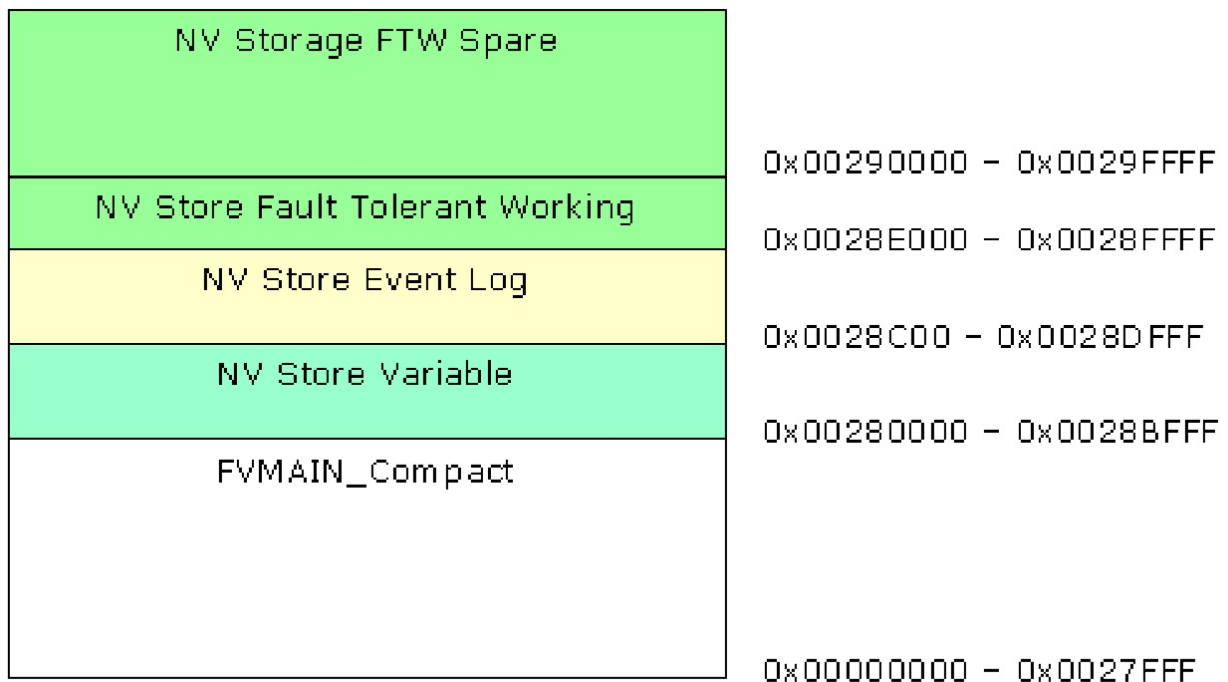 NV Storage FTW Spare
0x00290000 – 0x0029FFFF
NV Store Fault Tolerant Working
0x0028E000 – 0x0028FFFF
NV Store Event Log
0x0028C00 – 0x0028DFFF
NV Store Variable
0x00280000 – 0x0028BFFF
FVMAIN_Compact
0x00000000 – 0x0027FFF